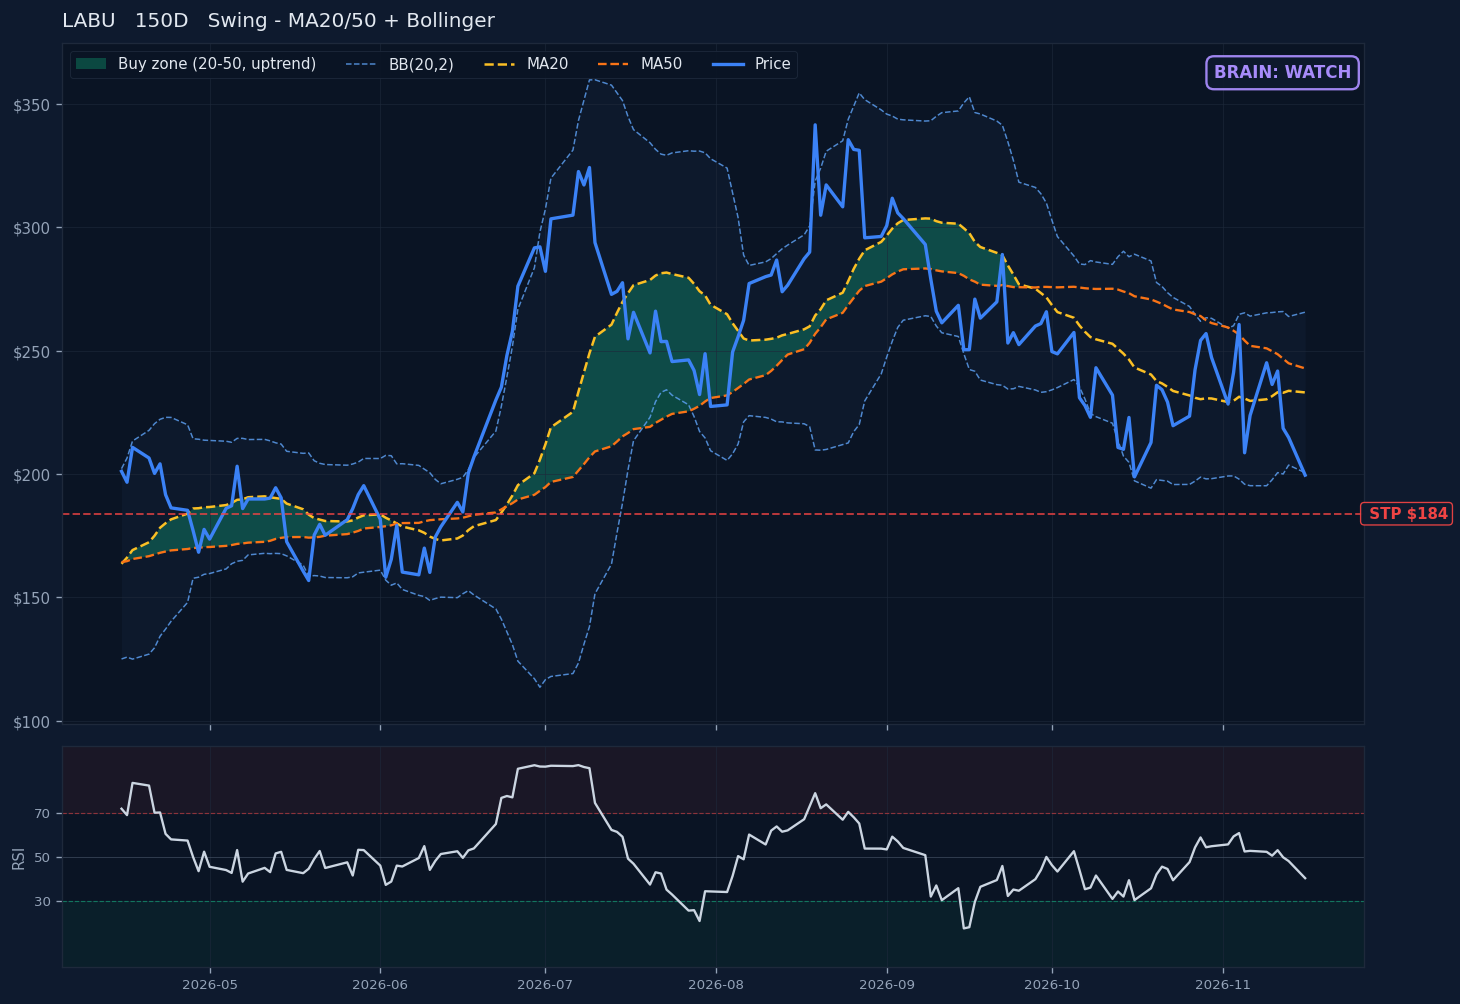 LABU   150D   Swing - MA20/50 + Bollinger
Buy zone (20-50, uptrend)
BB(20,2)
MA20
MA50
Price
BRAIN: WATCH
$350
$300
$250
$200
STP $184
$150
$100
70
50
30
RSI
2026-05
2026-06
2026-07
2026-08
2026-09
2026-10
2026-11